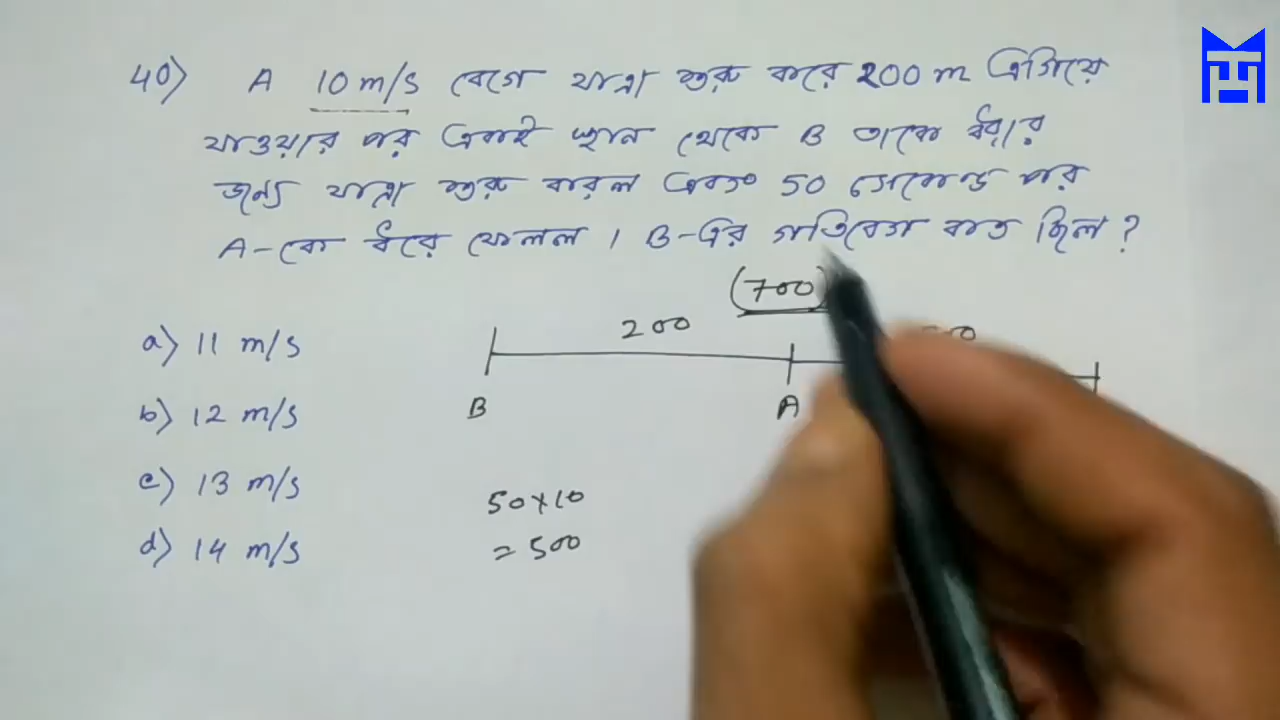 40) A 10 m/s বেগে যাত্রা শুরু করে 200 m এগিয়ে
যাওয়ার পর একই স্থান থেকে B তাকে ধরার
জন্য যাত্রা শুরু করল এবং 50 সেকেন্ড পর
A-কে ধরে ফেলল । B-এর গতিবেগ কত ছিল ?
(700)
200
a) 11 m/s
B A
b) 12 m/s
c) 13 m/s
50×10
d) 14 m/s
= 500